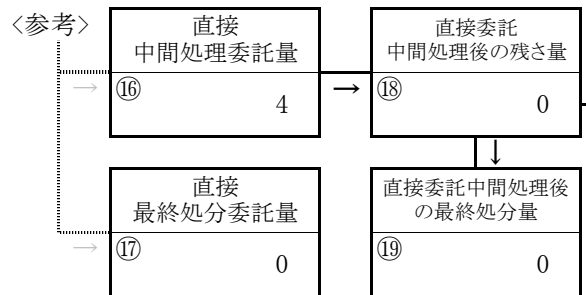 〈参考〉
直接
中間処理委託量
→
⑯
4
→
直接委託
中間処理後の残さ量
⑱
0
↓
直接
最終処分委託量
→
⑰
0
直接委託中間処理後
の最終処分量
⑲
0